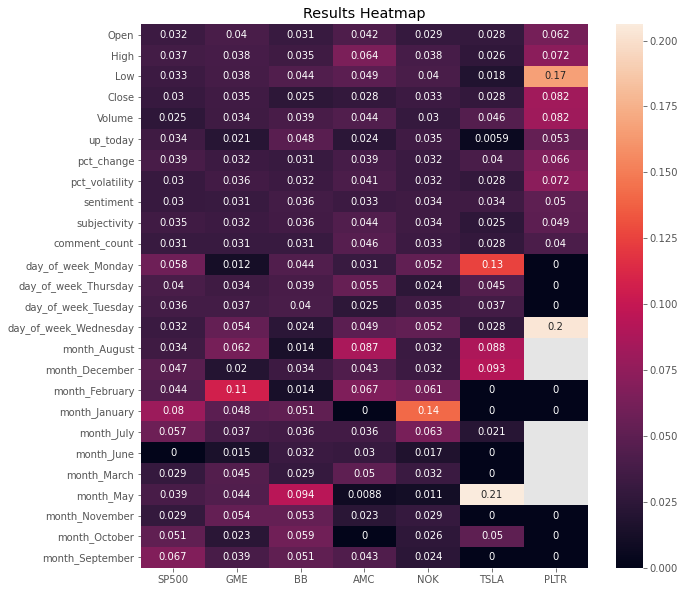 Results Heatmap
Open 0.032 0.04 0.031 0.042 0.029 0.028 0.062
High 0.037 0.038 0.035 0.064 0.038 0.026 0.072
Low 0.033 0.038 0.044 0.049 0.04 0.018 0.17
Close 0.03 0.035 0.025 0.028 0.033 0.028 0.082
Volume 0.025 0.034 0.039 0.044 0.03 0.046 0.082
up_today 0.034 0.021 0.048 0.024 0.035 0.0059 0.053
pct_change 0.039 0.032 0.031 0.039 0.032 0.04 0.066
pct_volatility 0.03 0.036 0.032 0.041 0.032 0.028 0.072
sentiment 0.03 0.031 0.036 0.033 0.034 0.034 0.05
subjectivity 0.035 0.032 0.036 0.044 0.034 0.025 0.049
comment_count 0.031 0.031 0.031 0.046 0.033 0.028 0.04
day_of_week_Monday 0.058 0.012 0.044 0.031 0.052 0.13 0
day_of_week_Thursday 0.04 0.034 0.039 0.055 0.024 0.045 0
day_of_week_Tuesday 0.036 0.037 0.04 0.025 0.035 0.037 0
day_of_week_Wednesday 0.032 0.054 0.024 0.049 0.052 0.028 0.2
month_August 0.034 0.062 0.014 0.087 0.032 0.088
month_December 0.047 0.02 0.034 0.043 0.032 0.093
month_February 0.044 0.11 0.014 0.067 0.061 0 0
month_January 0.08 0.048 0.051 0 0.14 0 0
month_July 0.057 0.037 0.036 0.036 0.063 0.021
month_June 0 0.015 0.032 0.03 0.017 0
month_March 0.029 0.045 0.029 0.05 0.032 0
month_May 0.039 0.044 0.094 0.0088 0.011 0.21
month_November 0.029 0.054 0.053 0.023 0.029 0 0
month_October 0.051 0.023 0.059 0 0.026 0.05 0
month_September 0.067 0.039 0.051 0.043 0.024 0 0
SP500 GME BB AMC NOK TSLA PLTR
0.200
0.175
0.150
0.125
0.100
0.075
0.050
0.025
0.000